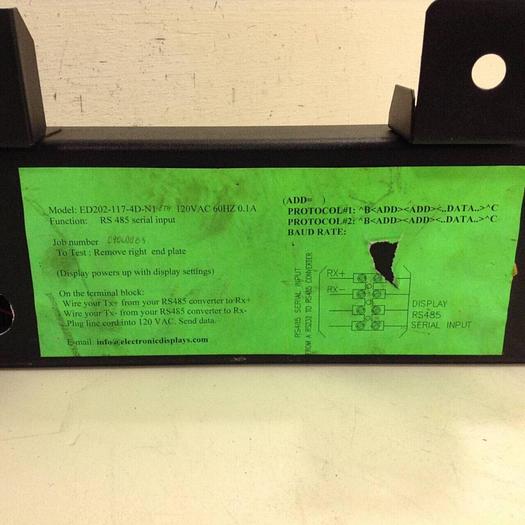 Model: ED202-117-4D-N1 120VAC 60HZ 0.1A
Function: RS 485 serial input
Job number
To Test : Remove right end plate
(Display powers up with display settings)
On the terminal block:
Wire your Tx+ from your RS485 converter to Rx+
Wire your Tx- from your RS485 converter to Rx-
Plug line cord into 120 VAC. Send data.
E-mail: info@electronicdisplays.com
(ADD= )
PROTOCOL#1: ^B<ADD><ADD><..DATA..>^C
PROTOCOL#2: ^B<ADD><ADD><..DATA..>^C
BAUD RATE:
RS485 SERIAL INPUT
FROM A RS232 TO RS485 CONVERTER
RX+
RX-
DISPLAY
RS485
SERIAL INPUT